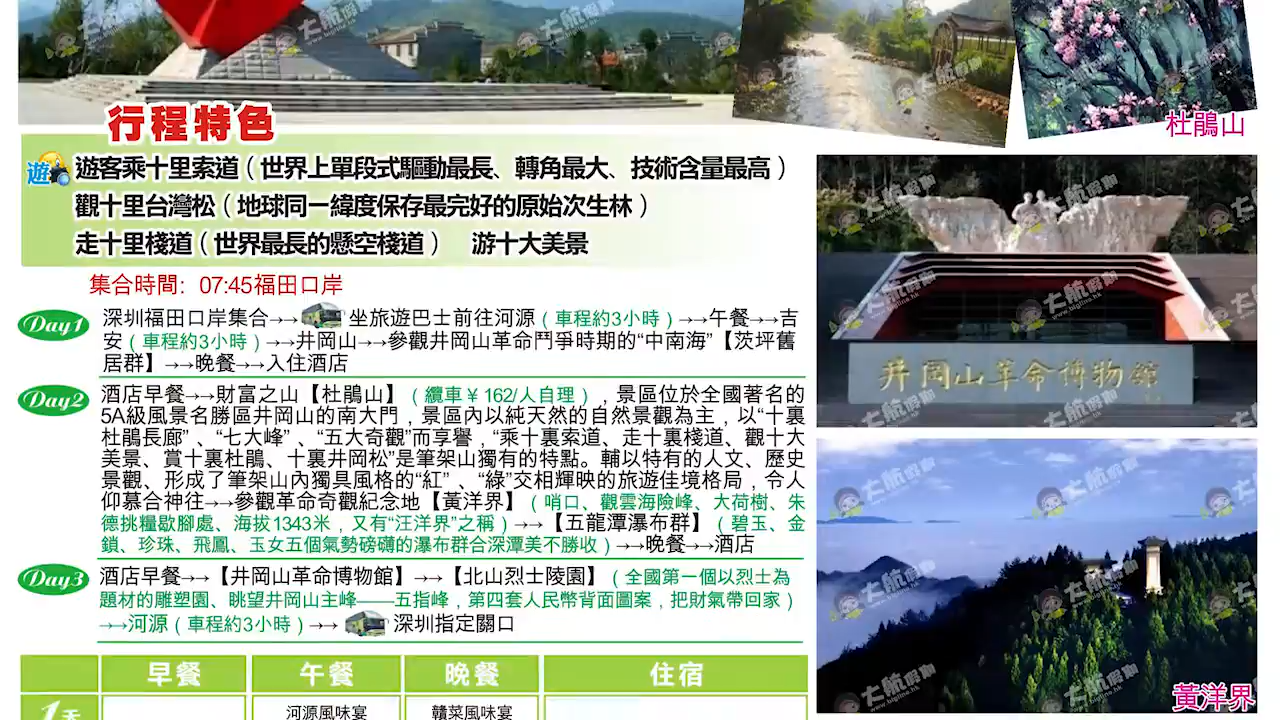 行程特色
遊 遊客乘十里索道（世界上單段式驅動最長、轉角最大、技術含量最高）
觀十里台灣松（地球同一緯度保存最完好的原始次生林）
走十里棧道（世界最長的懸空棧道） 游十大美景
集合時間：07:45福田口岸
Day1 深圳福田口岸集合→→ 坐旅遊巴士前往河源（車程約3小時）→→午餐→→吉
安（車程約3小時）→→井岡山→→參觀井岡山革命鬥爭時期的“中南海”【茨坪舊
居群】→→晚餐→→入住酒店
Day2 酒店早餐→→財富之山【杜鵑山】（纜車￥162/人自理），景區位於全國著名的
5A級風景名勝區井岡山的南大門，景區內以純天然的自然景觀為主，以“十裏
杜鵑長廊”、“七大峰”、“五大奇觀”而享譽，“乘十裏索道、走十裏棧道、觀十大
美景、賞十裏杜鵑、十裏井岡松”是筆架山獨有的特點。輔以特有的人文、歷史
景觀、形成了筆架山內獨具風格的“紅”、“綠”交相輝映的旅遊佳境格局，令人
仰慕合神往→→參觀革命奇觀紀念地【黃洋界】（哨口、觀雲海險峰、大荷樹、朱
德挑糧歇腳處、海拔1343米，又有“汪洋界”之稱）→→【五龍潭瀑布群】（碧玉、金
鎖、珍珠、飛鳳、玉女五個氣勢磅礴的瀑布群合深潭美不勝收）→→晚餐→→酒店
Day3 酒店早餐→→【井岡山革命博物館】→→【北山烈士陵園】（全國第一個以烈士為
題材的雕塑園、眺望井岡山主峰——五指峰，第四套人民幣背面圖案，把財氣帶回家）
→→河源（車程約3小時）→→ 深圳指定關口
早餐 午餐 晚餐 住宿
1天 河源風味宴 贛菜風味宴
杜鵑山
井岡山革命博物館
黃洋界
大航假期
www.bigline.hk